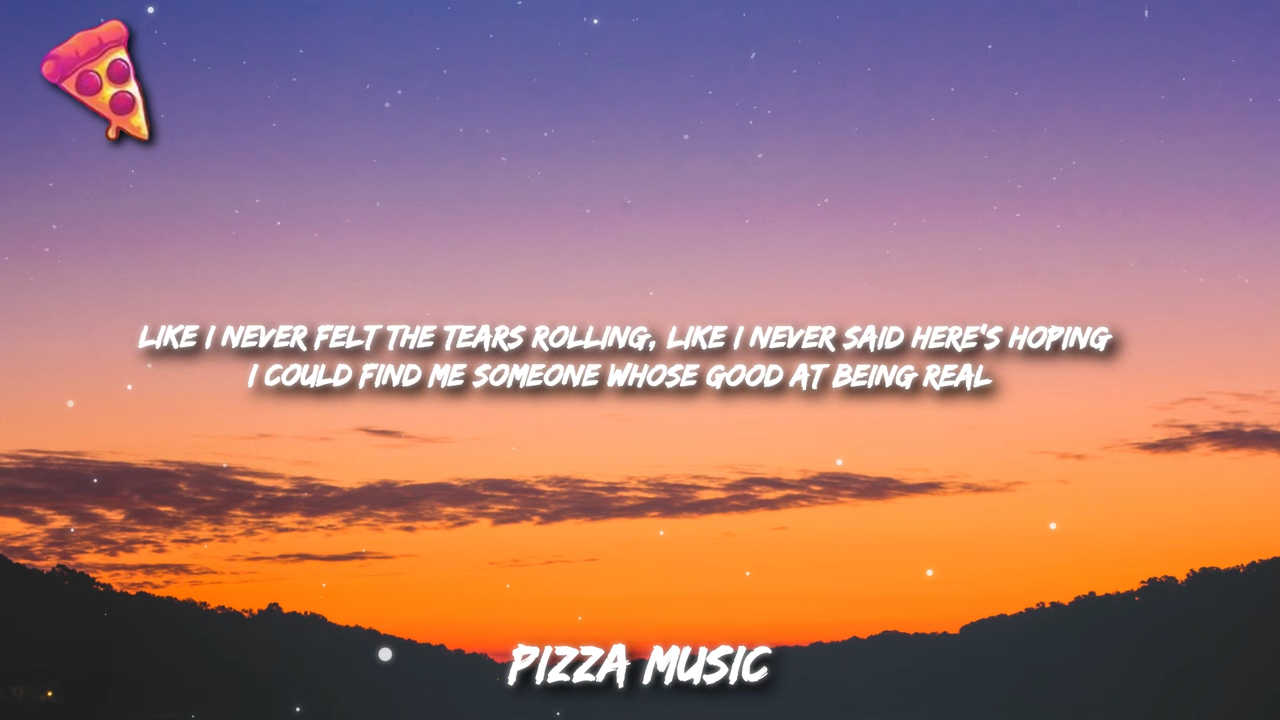 LIKE I NEVER FELT THE TEARS ROLLING, LIKE I NEVER SAID HERE'S HOPING
I COULD FIND ME SOMEONE WHOSE GOOD AT BEING REAL
PIZZA MUSIC